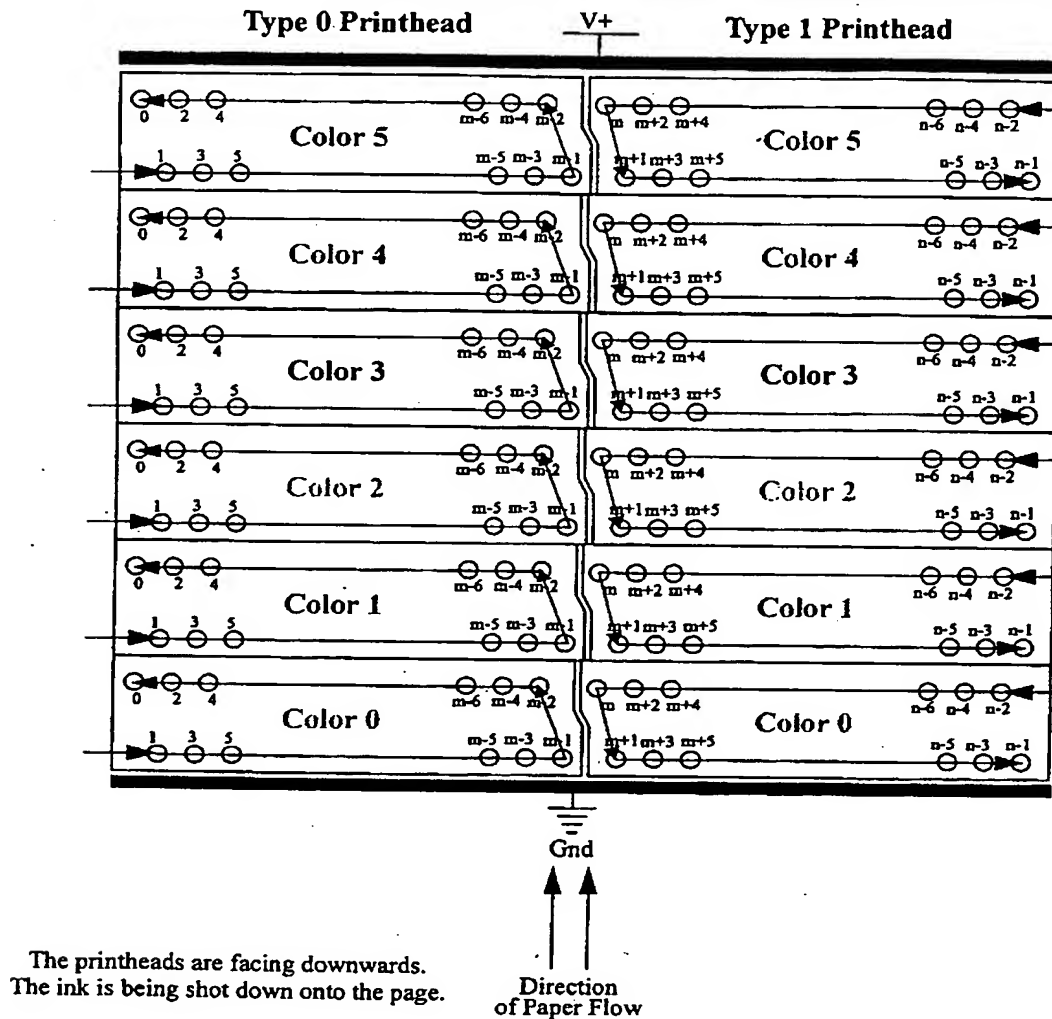 Type 0 Printhead V+ Type 1 Printhead
0 2 4 m-6 m-4 m-2 m m+2 m+4 n-6 n-4 n-2
Color 5 Color 5
1 3 5 m-5 m-3 m-1 m+1 m+3 m+5 n-5 n-3 n-1
0 2 4 m-6 m-4 m-2 m m+2 m+4 n-6 n-4 n-2
Color 4 Color 4
1 3 5 m-5 m-3 m-1 m+1 m+3 m+5 n-5 n-3 n-1
0 2 4 m-6 m-4 m-2 m m+2 m+4 n-6 n-4 n-2
Color 3 Color 3
1 3 5 m-5 m-3 m-1 m+1 m+3 m+5 n-5 n-3 n-1
0 2 4 m-6 m-4 m-2 m m+2 m+4 n-6 n-4 n-2
Color 2 Color 2
1 3 5 m-5 m-3 m-1 m+1 m+3 m+5 n-5 n-3 n-1
0 2 4 m-6 m-4 m-2 m m+2 m+4 n-6 n-4 n-2
Color 1 Color 1
1 3 5 m-5 m-3 m-1 m+1 m+3 m+5 n-5 n-3 n-1
0 2 4 m-6 m-4 m-2 m m+2 m+4 n-6 n-4 n-2
Color 0 Color 0
1 3 5 m-5 m-3 m-1 m+1 m+3 m+5 n-5 n-3 n-1
Gnd
The printheads are facing downwards.
The ink is being shot down onto the page.
Direction
of Paper Flow